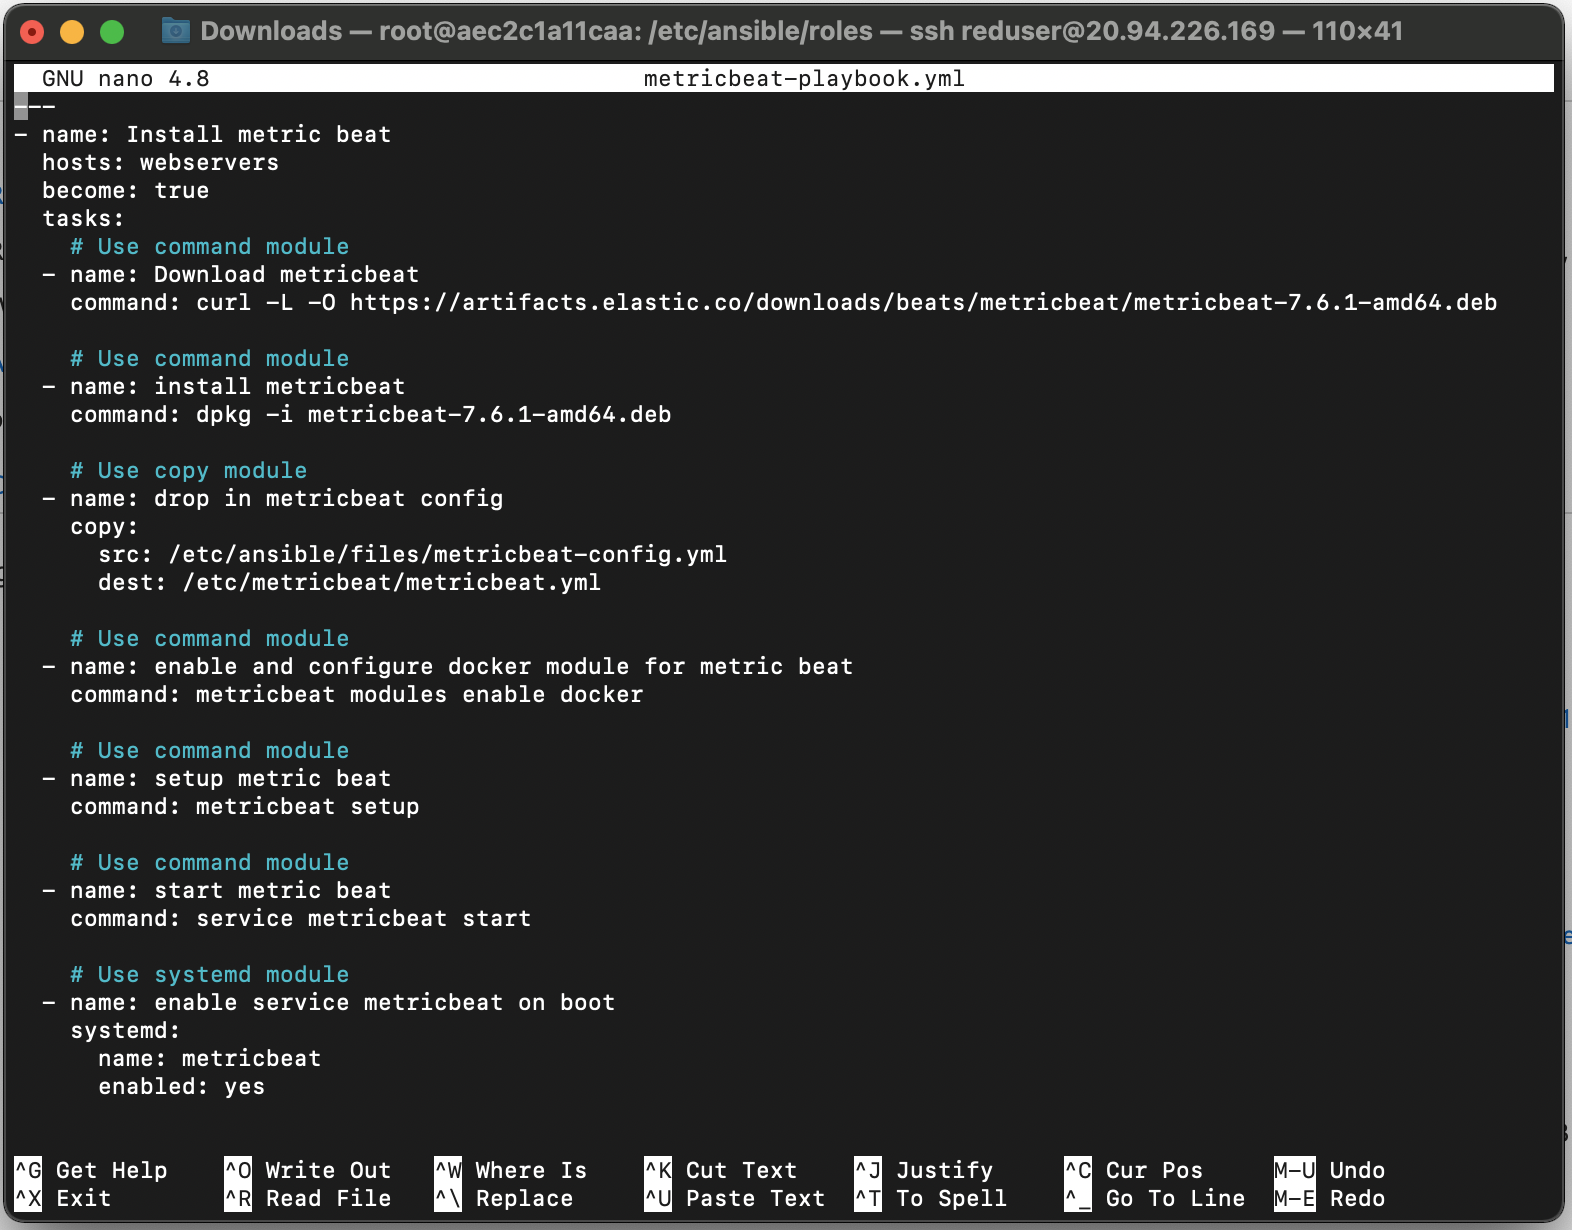 Downloads — root@aec2c1a11caa: /etc/ansible/roles — ssh reduser@20.94.226.169 — 110×41
GNU nano 4.8 metricbeat-playbook.yml
---
- name: Install metric beat
  hosts: webservers
  become: true
  tasks:
    # Use command module
  - name: Download metricbeat
    command: curl -L -O https://artifacts.elastic.co/downloads/beats/metricbeat/metricbeat-7.6.1-amd64.deb

    # Use command module
  - name: install metricbeat
    command: dpkg -i metricbeat-7.6.1-amd64.deb

    # Use copy module
  - name: drop in metricbeat config
    copy:
      src: /etc/ansible/files/metricbeat-config.yml
      dest: /etc/metricbeat/metricbeat.yml

    # Use command module
  - name: enable and configure docker module for metric beat
    command: metricbeat modules enable docker

    # Use command module
  - name: setup metric beat
    command: metricbeat setup

    # Use command module
  - name: start metric beat
    command: service metricbeat start

    # Use systemd module
  - name: enable service metricbeat on boot
    systemd:
      name: metricbeat
      enabled: yes

^G Get Help ^O Write Out ^W Where Is ^K Cut Text ^J Justify ^C Cur Pos M-U Undo
^X Exit ^R Read File ^\ Replace ^U Paste Text ^T To Spell ^_ Go To Line M-E Redo